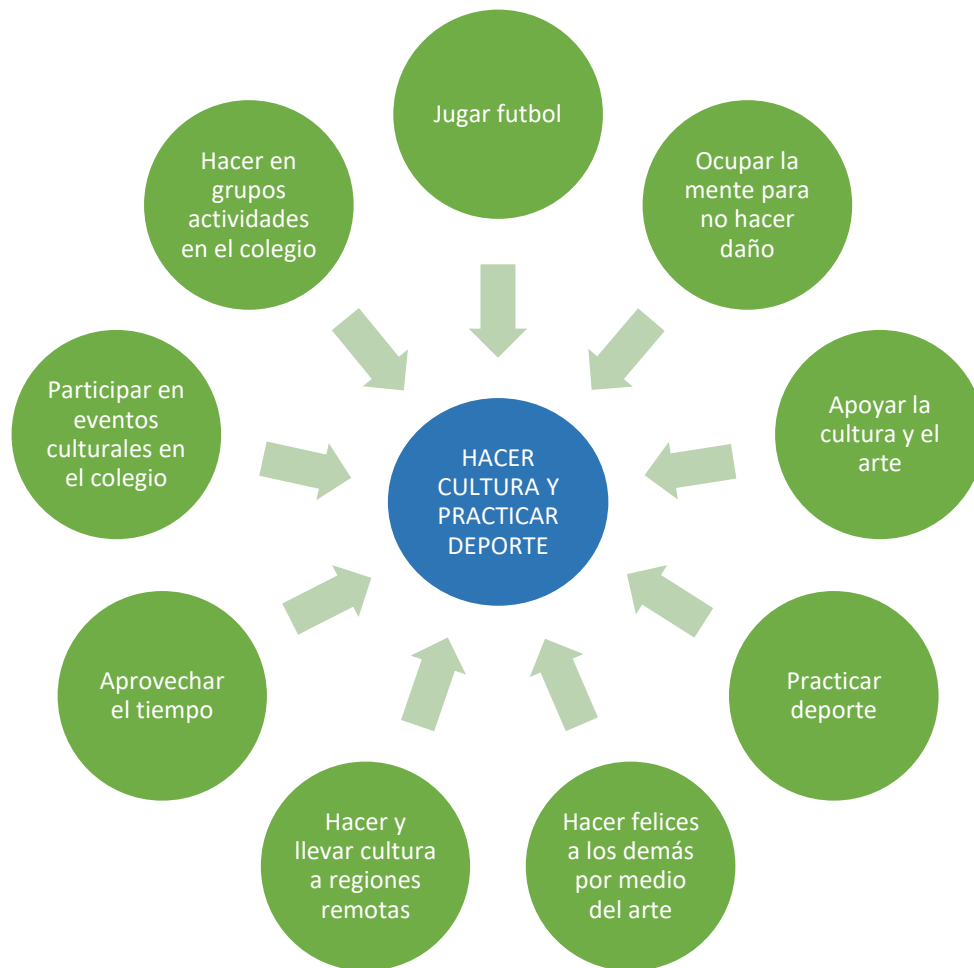 Jugar futbol
Ocupar la
mente para
no hacer
daño
Apoyar la
cultura y el
arte
Practicar
deporte
Hacer felices
a los demás
por medio
del arte
Hacer y
llevar cultura
a regiones
remotas
Aprovechar
el tiempo
Participar en
eventos
culturales en
el colegio
Hacer en
grupos
actividades
en el colegio
HACER
CULTURA Y
PRACTICAR
DEPORTE